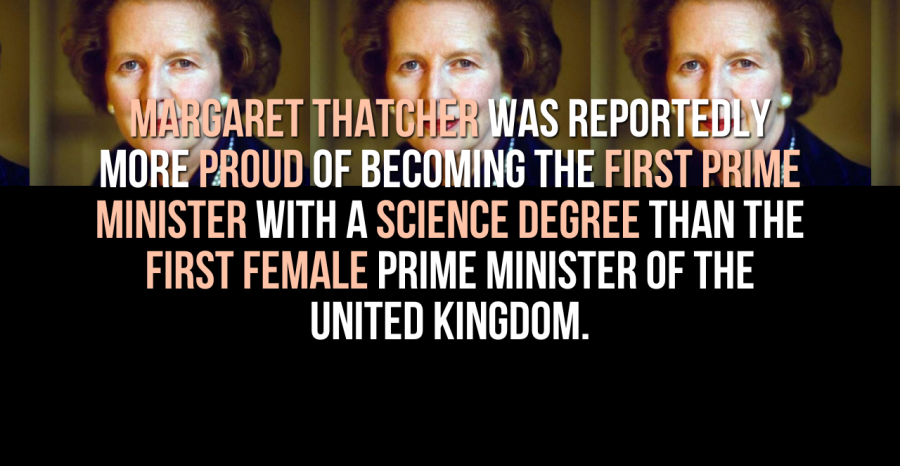 MARGARET THATCHER WAS REPORTEDLY
MORE PROUD OF BECOMING THE FIRST PRIME
MINISTER WITH A SCIENCE DEGREE THAN THE
FIRST FEMALE PRIME MINISTER OF THE
UNITED KINGDOM.